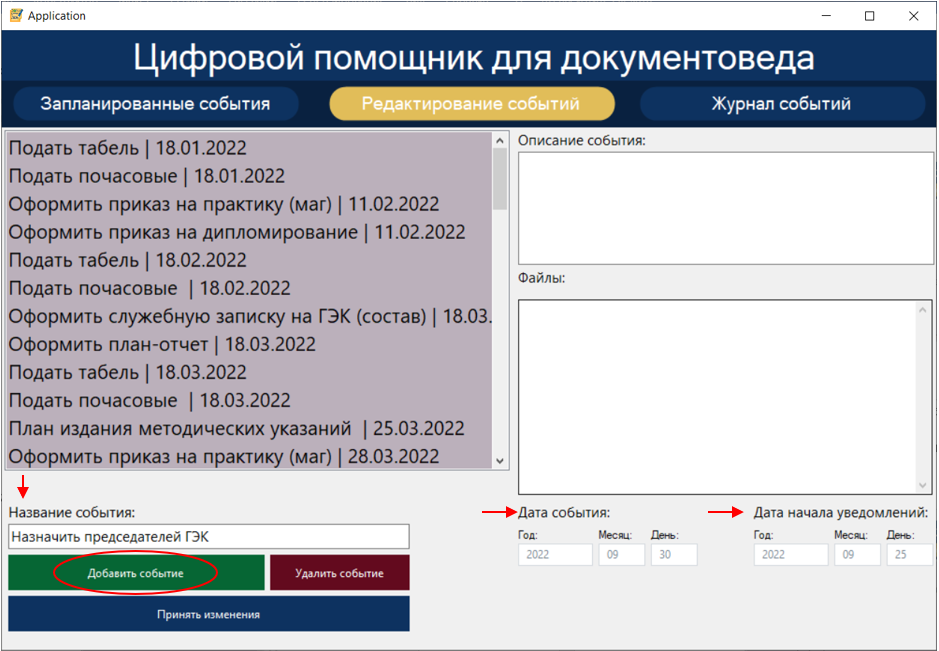 Application
Цифровой помощник для документоведа
Запланированные события
Редактирование событий
Журнал событий
Подать табель | 18.01.2022
Подать почасовые | 18.01.2022
Оформить приказ на практику (маг) | 11.02.2022
Оформить приказ на дипломирование | 11.02.2022
Подать табель | 18.02.2022
Подать почасовые | 18.02.2022
Оформить служебную записку на ГЭК (состав) | 18.03.
Оформить план-отчет | 18.03.2022
Подать табель | 18.03.2022
Подать почасовые | 18.03.2022
План издания методических указаний | 25.03.2022
Оформить приказ на практику (маг) | 28.03.2022
Описание события:
Файлы:
Название события:
Назначить председателей ГЭК
Добавить событие
Удалить событие
Принять изменения
Дата события:
Год: Месяц: День:
2022 09 30
Дата начала уведомлений:
Год: Месяц: День:
2022 09 25